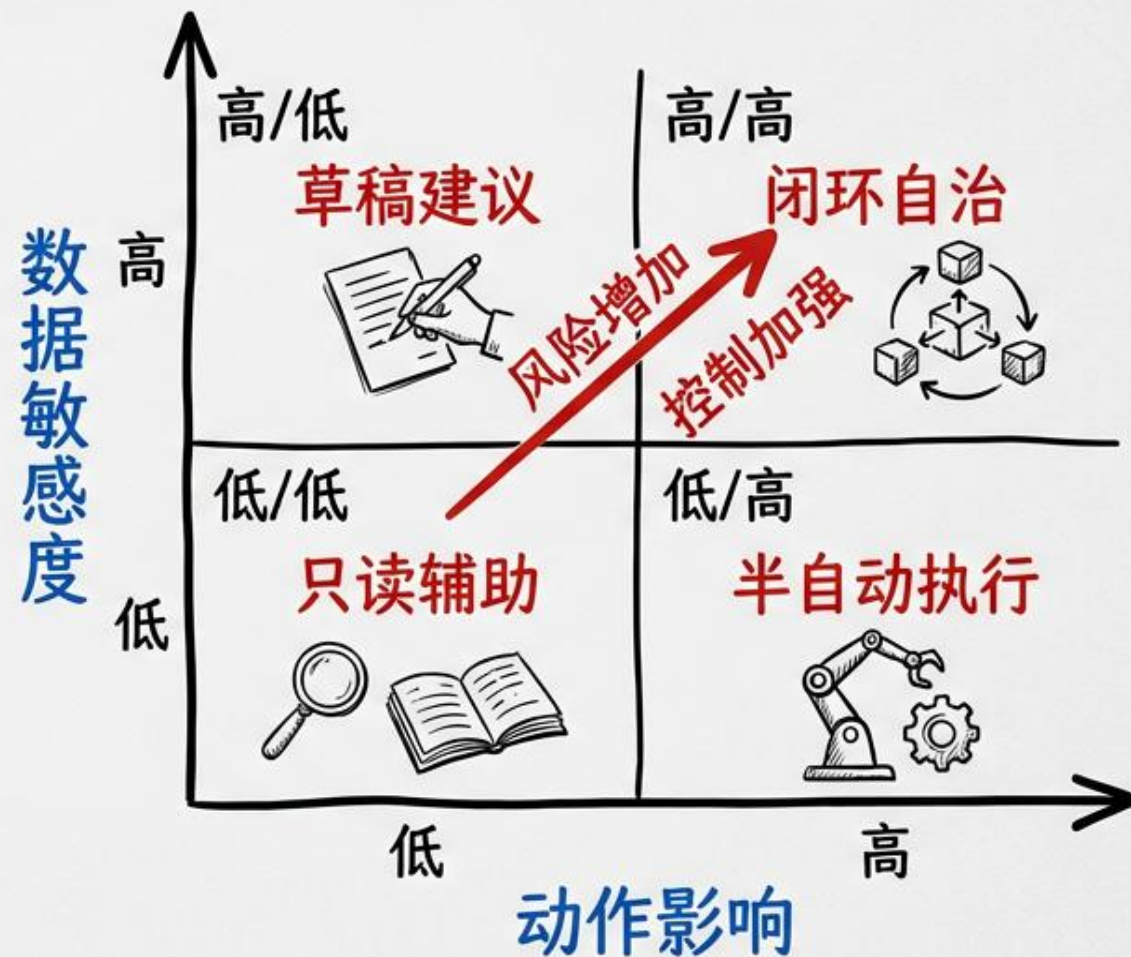 高/低
高/高
草稿建议
闭环自治
数据敏感度
高
风险增加
控制加强
低/低
低/高
只读辅助
半自动执行
低
低
高
动作影响